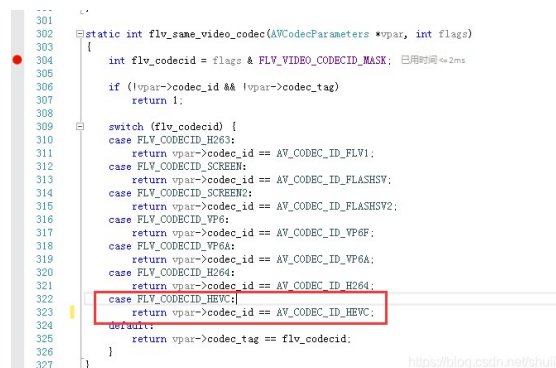 301
302 static int flv_same_video_codec(AVCodecParameters *vpar, int flags)
303 {
304 int flv_codecid = flags & FLV_VIDEO_CODECID_MASK; 已用时间<=2ms
305
306 if (!vpar->codec_id && !vpar->codec_tag)
307 return 1;
308
309 switch (flv_codecid) {
310 case FLV_CODECID_H263:
311 return vpar->codec_id == AV_CODEC_ID_FLV1;
312 case FLV_CODECID_SCREEN:
313 return vpar->codec_id == AV_CODEC_ID_FLASHSV;
314 case FLV_CODECID_SCREEN2:
315 return vpar->codec_id == AV_CODEC_ID_FLASHSV2;
316 case FLV_CODECID_VP6:
317 return vpar->codec_id == AV_CODEC_ID_VP6F;
318 case FLV_CODECID_VP6A:
319 return vpar->codec_id == AV_CODEC_ID_VP6A;
320 case FLV_CODECID_H264:
321 return vpar->codec_id == AV_CODEC_ID_H264;
322 case FLV_CODECID_HEVC:
323 return vpar->codec_id == AV_CODEC_ID_HEVC;
324 default:
325 return vpar->codec_tag == flv_codecid;
326 }
327 }
https://blog.csdn.net/shuili